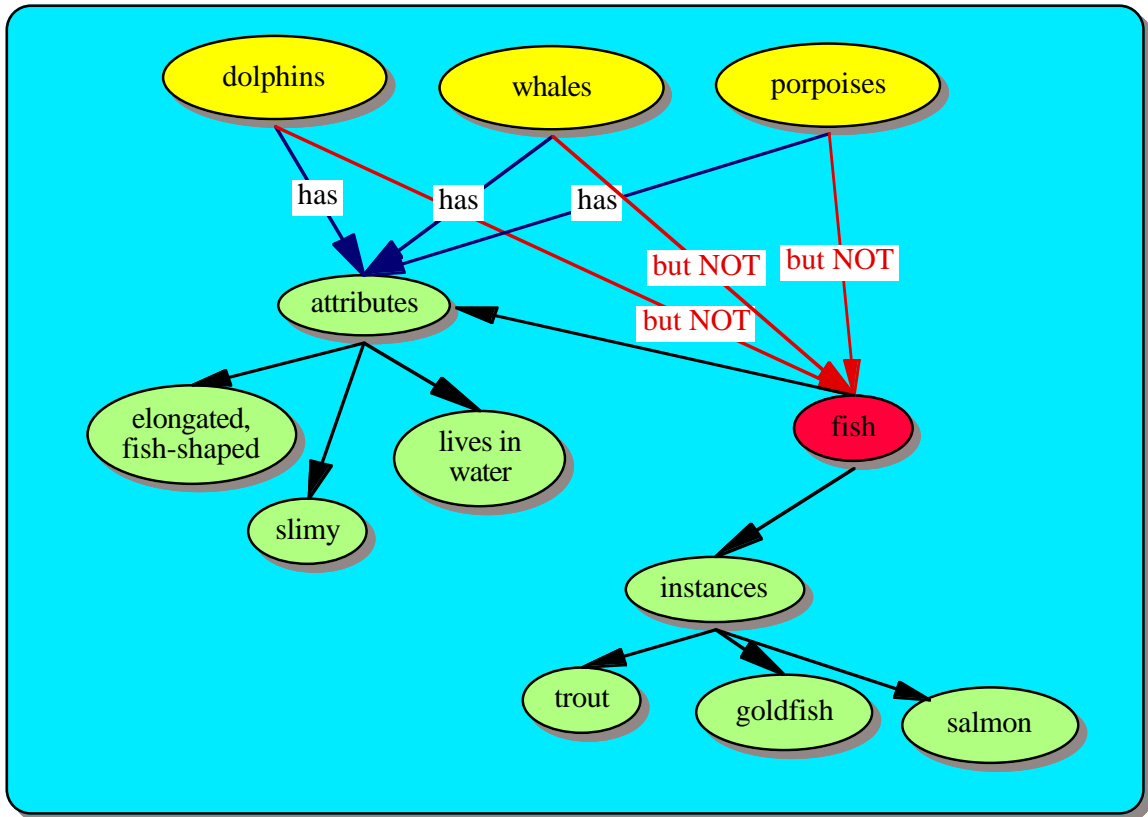 dolphins
whales
porpoises
has
has
has
but NOT
but NOT
but NOT
attributes
fish
elongated,
fish-shaped
lives in
water
slimy
instances
trout
goldfish
salmon